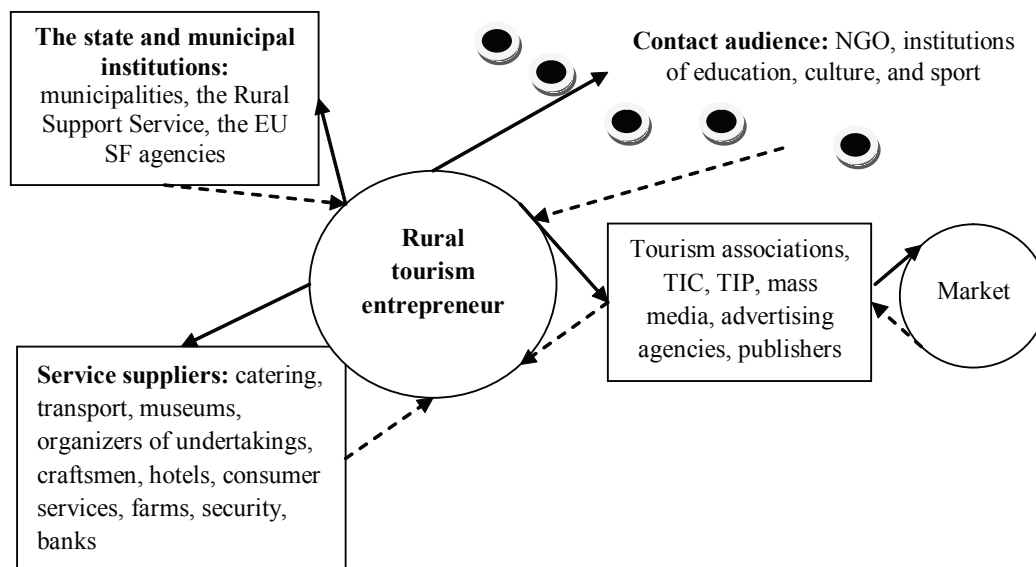 The state and municipal
institutions:
municipalities, the Rural
Support Service, the EU
SF agencies
Contact audience: NGO, institutions
of education, culture, and sport
Rural
tourism
entrepreneur
Tourism associations,
TIC, TIP, mass
media, advertising
agencies, publishers
Market
Service suppliers: catering,
transport, museums,
organizers of undertakings,
craftsmen, hotels, consumer
services, farms, security,
banks